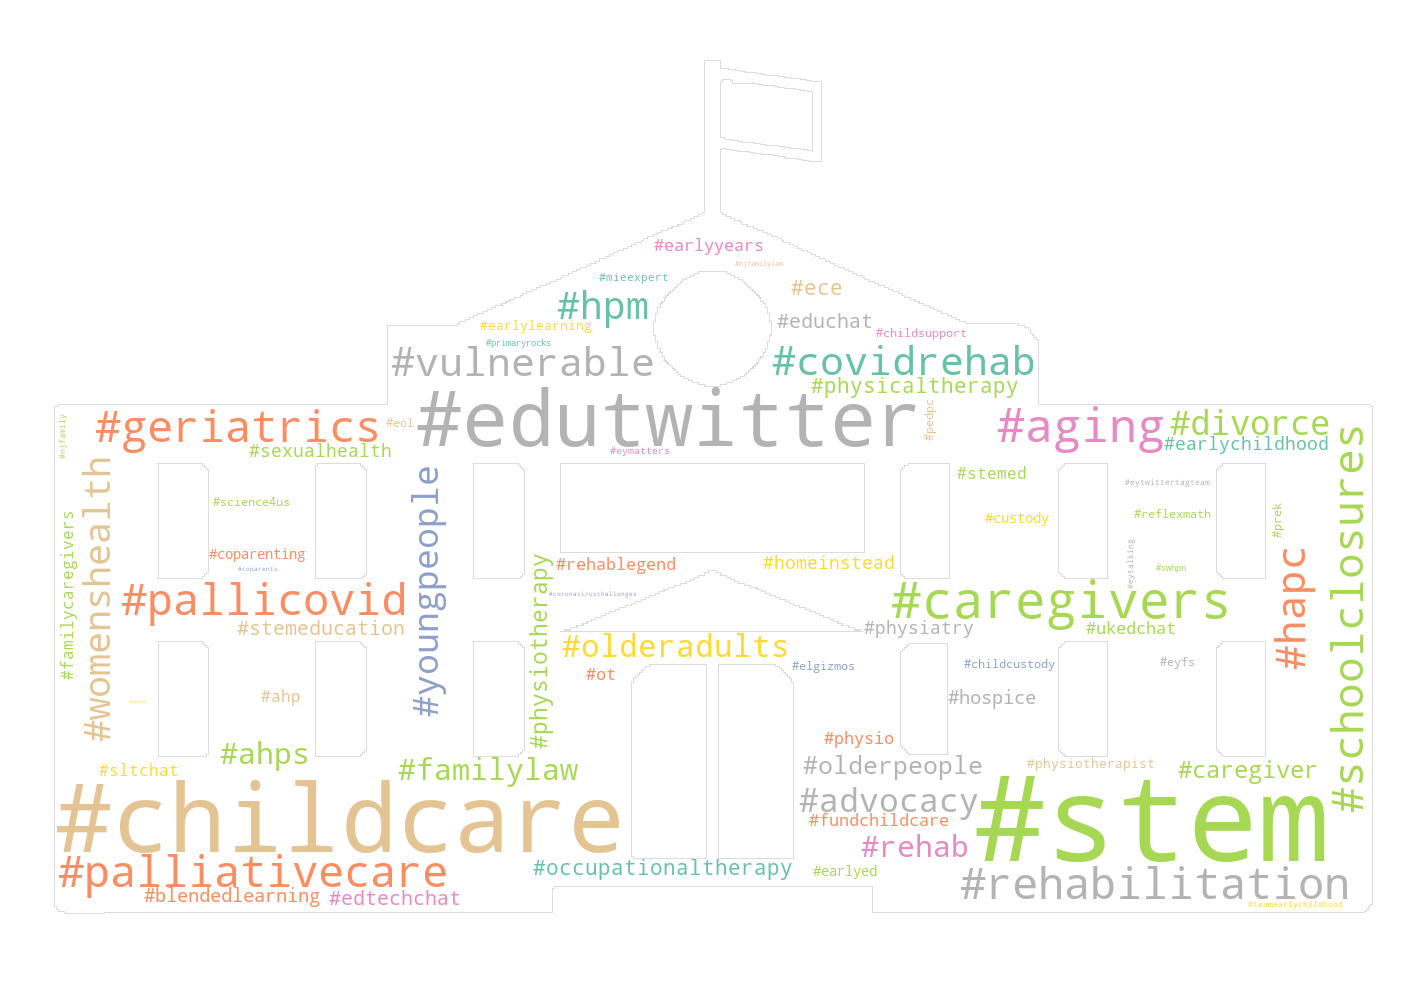 #earlyyears
#njfamilylaw
#mieexpert
#ece
#hpm
#educhat
#earlylearning
#childsupport
#primaryrocks
#vulnerable
#covidrehab
#physicaltherapy
#edutwitter
#pedpc
#geriatrics
#eol
#aging
#divorce
#earlychildhood
#njfamily
#sexualhealth
#eymatters
#womenshealth
#youngpeople
#schoolclosures
#stemed
#eytwittertagteam
#science4us
#custody
#reflexmath
#prek
#familycaregivers
#coparenting
#coparents
#physiotherapy
#rehablegend
#homeinstead
#eytalking
#swhpn
#hapc
#pallicovid
#coronaviruschallenges
#caregivers
#stemeducation
#physiatry
#ukedchat
#olderadults
#ot
#elgizmos
#childcustody
#eyfs
#ahp
#hospice
#physio
#ahps
#familylaw
#sltchat
#olderpeople
#physiotherapist
#caregiver
#childcare
#advocacy
#stem
#fundchildcare
#rehab
#palliativecare
#occupationaltherapy
#earlyed
#rehabilitation
#blendedlearning
#edtechchat
#teamearlychildhood